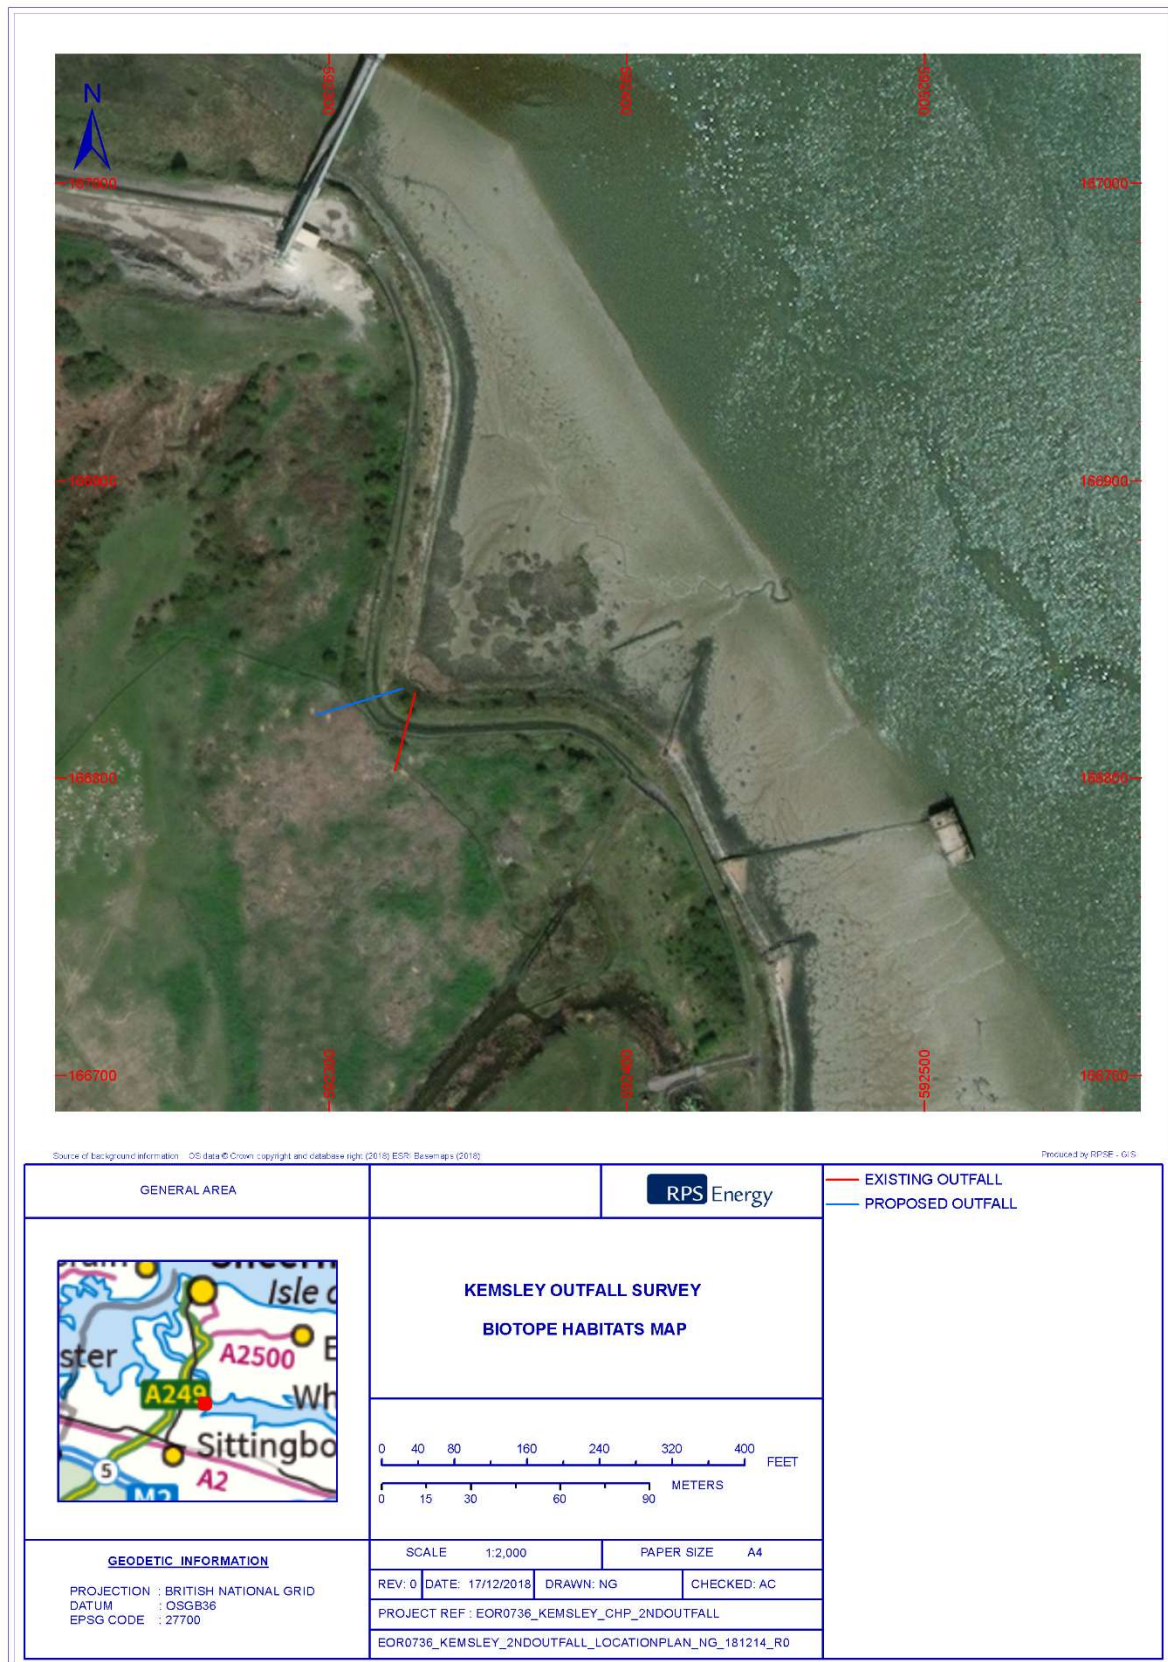 N
592300
592400
592500
167000
167000
166900
166900
166800
166800
166700
166700
592300
592400
592500
Source of background information OS data © Crown copyright and database right (2018) ESRI Basemaps (2018)
Produced by RPSE - GIS
GENERAL AREA
RPS Energy
EXISTING OUTFALL
PROPOSED OUTFALL
Isle
A2500
ster
A249
Wh
Sittingbo
5
A2
M2
KEMSLEY OUTFALL SURVEY
BIOTOPE HABITATS MAP
0 40 80 160 240 320 400
FEET
METERS
0 15 30 60 90
GEODETIC INFORMATION
PROJECTION : BRITISH NATIONAL GRID
DATUM : OSGB36
EPSG CODE : 27700
SCALE 1:2,000
PAPER SIZE A4
REV: 0 DATE: 17/12/2018 DRAWN: NG CHECKED: AC
PROJECT REF : EOR0736_KEMSLEY_CHP_2NDOUTFALL
EOR0736_KEMSLEY_2NDOUTFALL_LOCATIONPLAN_NG_181214_R0